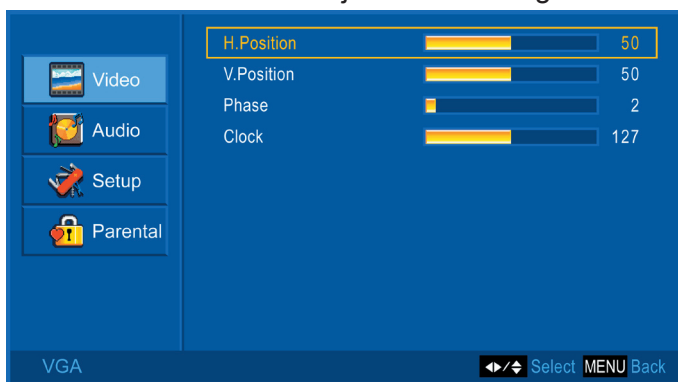 Video
Audio
Setup
Parental
H.Position 50
V.Position 50
Phase 2
Clock 127
VGA
Select MENU Back